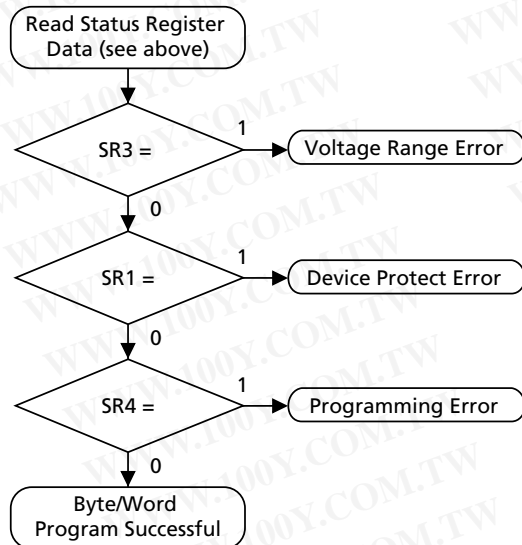 Read Status Register
Data (see above)
SR3 =
1
Voltage Range Error
0
SR1 =
1
Device Protect Error
0
SR4 =
1
Programming Error
0
Byte/Word
Program Successful
WWW.100Y.COM.TW